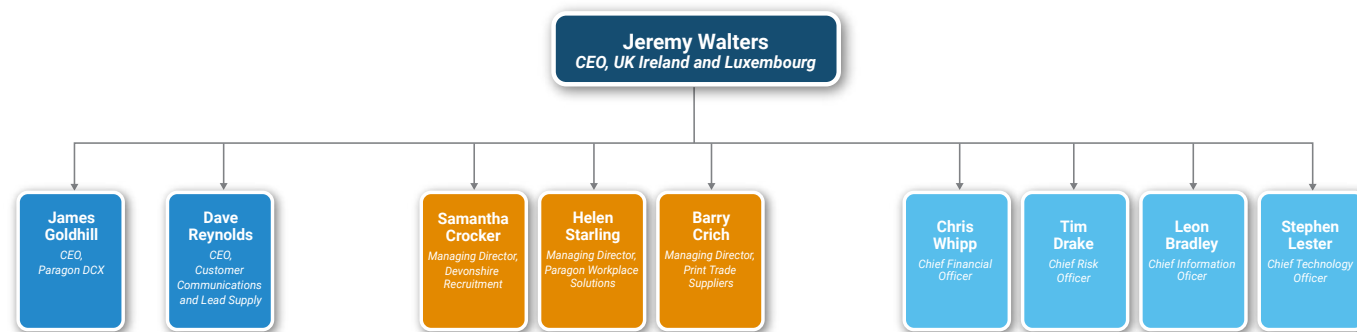 Jeremy Walters
CEO, UK Ireland and Luxembourg
James
Goldhill
CEO,
Paragon DCX
Dave
Reynolds
CEO,
Customer
Communications
and Lead Supply
Samantha
Crocker
Managing Director,
Devonshire
Recruitment
Helen
Starling
Managing Director,
Paragon Workplace
Solutions
Barry
Crich
Managing Director,
Print Trade
Suppliers
Chris
Whipp
Chief Financial
Officer
Tim
Drake
Chief Risk
Officer
Leon
Bradley
Chief Information
Oficer
Stephen
Lester
Chief Technology
Officer